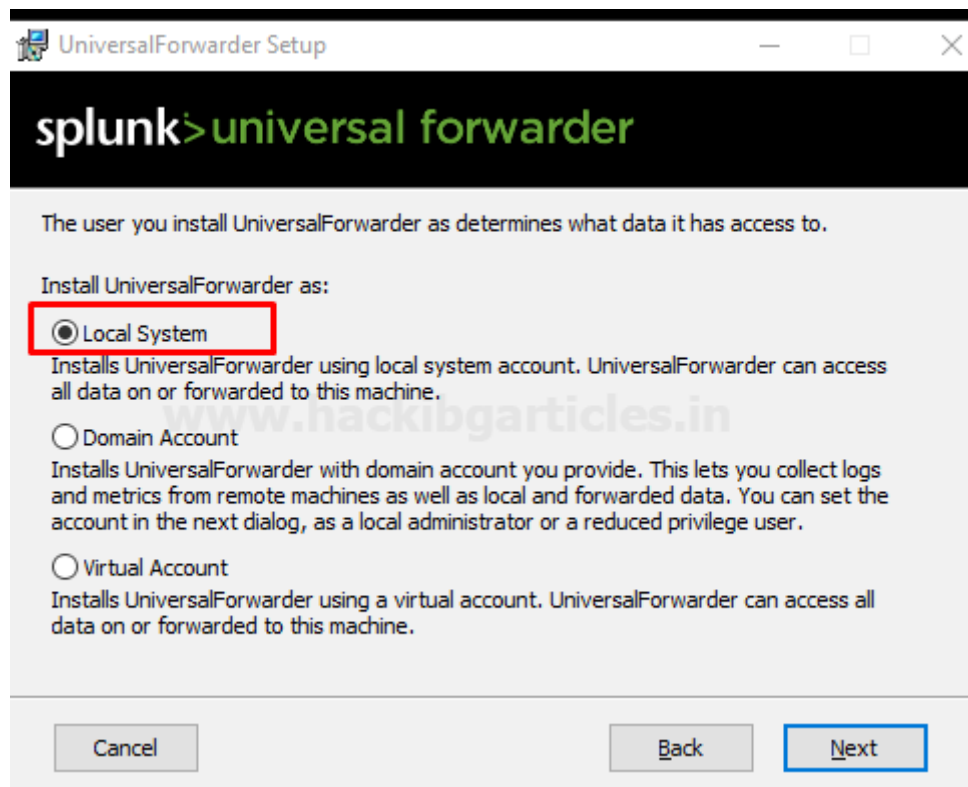 UniversalForwarder Setup
splunk>universal forwarder
The user you install UniversalForwarder as determines what data it has access to.
Install UniversalForwarder as:
Local System
Installs UniversalForwarder using local system account. UniversalForwarder can access
all data on or forwarded to this machine.
www.hackibgarticles.in
Domain Account
Installs UniversalForwarder with domain account you provide. This lets you collect logs
and metrics from remote machines as well as local and forwarded data. You can set the
account in the next dialog, as a local administrator or a reduced privilege user.
Virtual Account
Installs UniversalForwarder using a virtual account. UniversalForwarder can access all
data on or forwarded to this machine.
Cancel
Back
Next